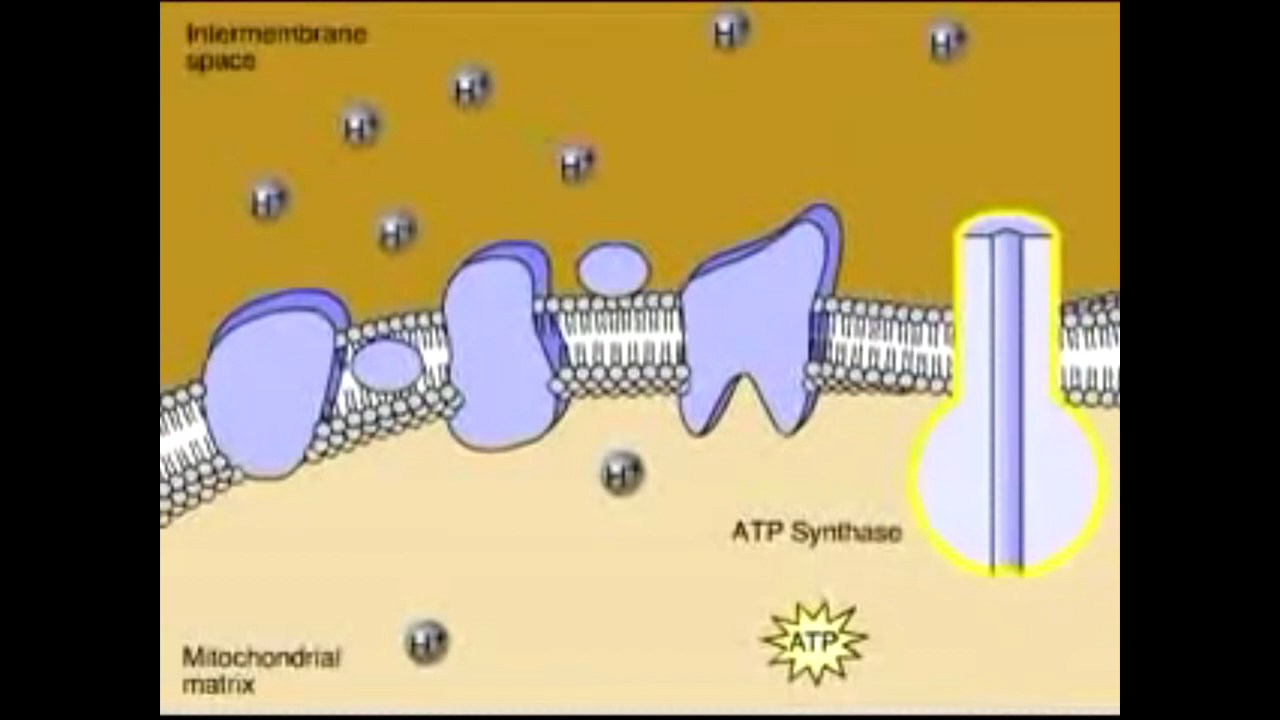 Intermembrane
space
H⁺
H⁺
H⁺
H⁺
H⁺
H⁺
H⁺
H⁺
ATP Synthase
H⁺
ATP
Mitochondrial
matrix